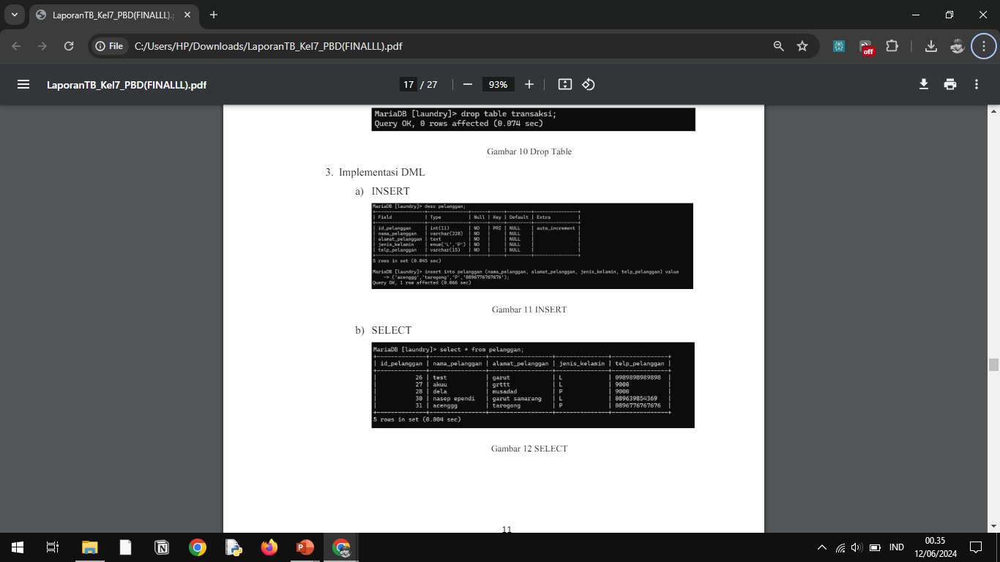 LaporanTB_Kel7_PBD(FINALLL).p
File
C:/Users/HP/Downloads/LaporanTB_Kel7_PBD(FINALLL).pdf
off
LaporanTB_Kel7_PBD(FINALLL).pdf
17 / 27
93%
MariaDB [laundry]> drop table transaksi;
Query OK, 0 rows affected (0.074 sec)
Gambar 10 Drop Table
3. Implementasi DML
a) INSERT
MariaDB [laundry]> desc pelanggan;
| Field | Type | Null | Key | Default | Extra |
| id_pelanggan | int(11) | NO | PRI | NULL | auto_increment |
| nama_pelanggan | varchar(228) | NO | | NULL | |
| alamat_pelanggan | text | NO | | NULL | |
| jenis_kelamin | enum('L','P') | NO | | NULL | |
| telp_pelanggan | varchar(15) | NO | | NULL | |
5 rows in set (0.045 sec)
MariaDB [laundry]> insert into pelanggan (nama_pelanggan, alamat_pelanggan, jenis_kelamin, telp_pelanggan) value
-> ('acenggg','tarogong','P','0896776767676');
Query OK, 1 row affected (0.066 sec)
Gambar 11 INSERT
b) SELECT
MariaDB [laundry]> select * from pelanggan;
| id_pelanggan | nama_pelanggan | alamat_pelanggan | jenis_kelamin | telp_pelanggan |
| 26 | test | garut | L | 0989898989898 |
| 27 | akuu | grttt | L | 9000 |
| 28 | dela | musadad | P | 9000 |
| 30 | nasep ependi | garut samarang | L | 089639854369 |
| 31 | acenggg | tarogong | P | 0896776767676 |
5 rows in set (0.004 sec)
Gambar 12 SELECT
11
IND
00.35
12/06/2024